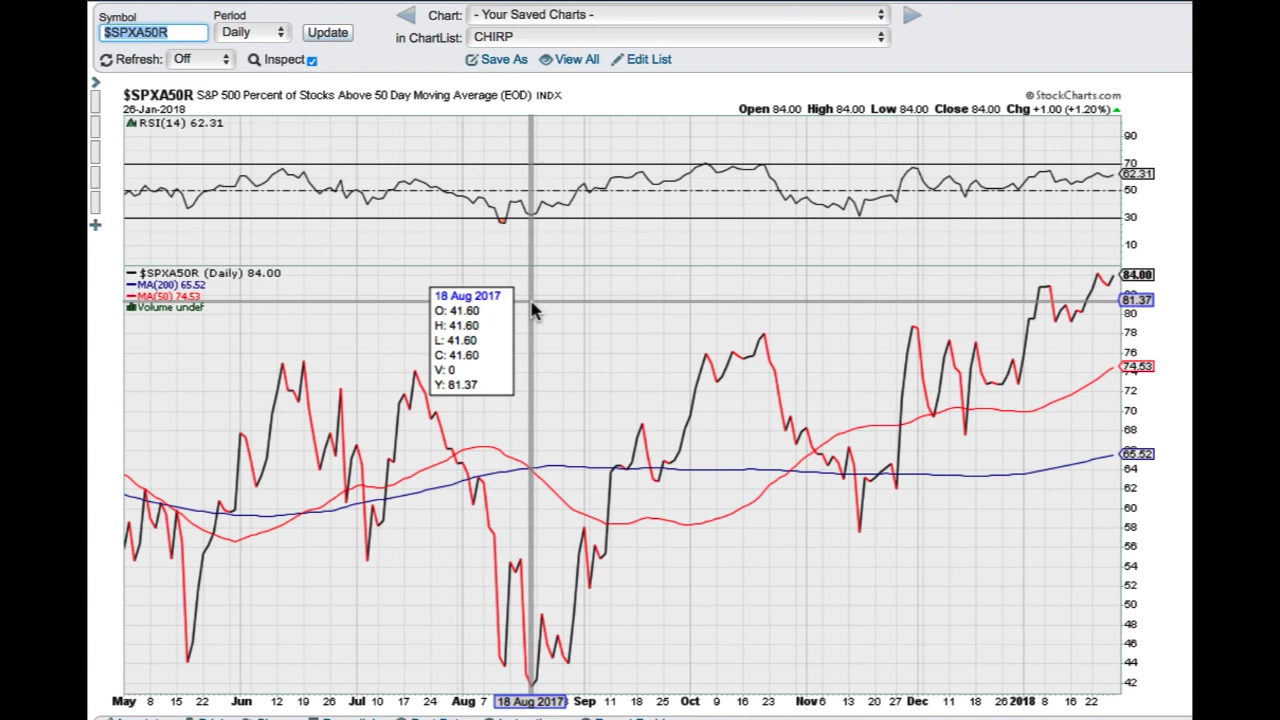 Symbol Period Chart: - Your Saved Charts -
$SPXA50R Daily Update in ChartList: CHIRP
Refresh: Off Inspect Save As View All Edit List
$SPXA50R S&P 500 Percent of Stocks Above 50 Day Moving Average (EOD) INDX © StockCharts.com
26-Jan-2018 Open 84.00 High 84.00 Low 84.00 Close 84.00 Chg +1.00 (+1.20%)
RSI(14) 62.31
90
70
62.31
50
30
10
$SPXA50R (Daily) 84.00
MA(200) 65.52
MA(50) 74.53
Volume undef
18 Aug 2017
O: 41.60
H: 41.60
L: 41.60
C: 41.60
V: 0
Y: 81.37
84.00
81.37
80
78
76
74.53
72
70
68
65.52
64
62
60
58
56
54
52
50
48
46
44
42
May 8 15 22 Jun 12 19 26 Jul 10 17 24 Aug 7 18 Aug 2017 Sep 11 18 25 Oct 9 16 23 Nov 6 13 20 27 Dec 11 18 26 2018 8 16 22